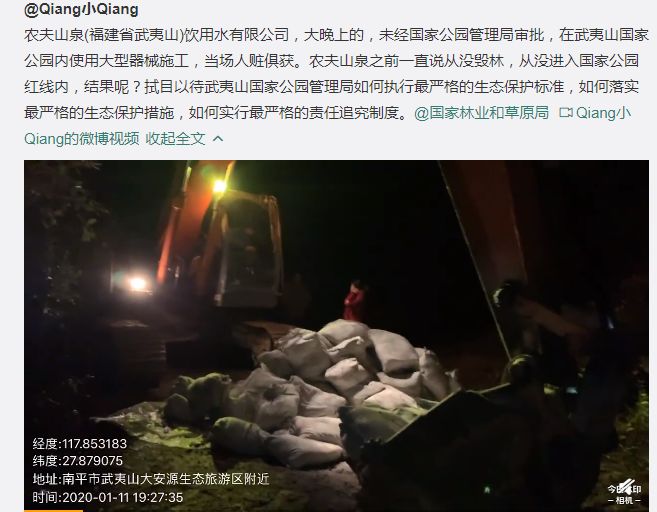 @Qiang小Qiang
农夫山泉(福建省武夷山)饮用水有限公司，大晚上的，未经国家公园管理局审批，在武夷山国家
公园内使用大型器械施工，当场人赃俱获。农夫山泉之前一直说从没毁林，从没进入国家公园
红线内，结果呢？拭目以待武夷山国家公园管理局如何执行最严格的生态保护标准，如何落实
最严格的生态保护措施，如何实行最严格的责任追究制度。@国家林业和草原局 Qiang小
Qiang的微博视频 收起全文
经度:117.853183
纬度:27.879075
地址:南平市武夷山大安源生态旅游区附近
时间:2020-01-11 19:27:35
今日水印
–相机–